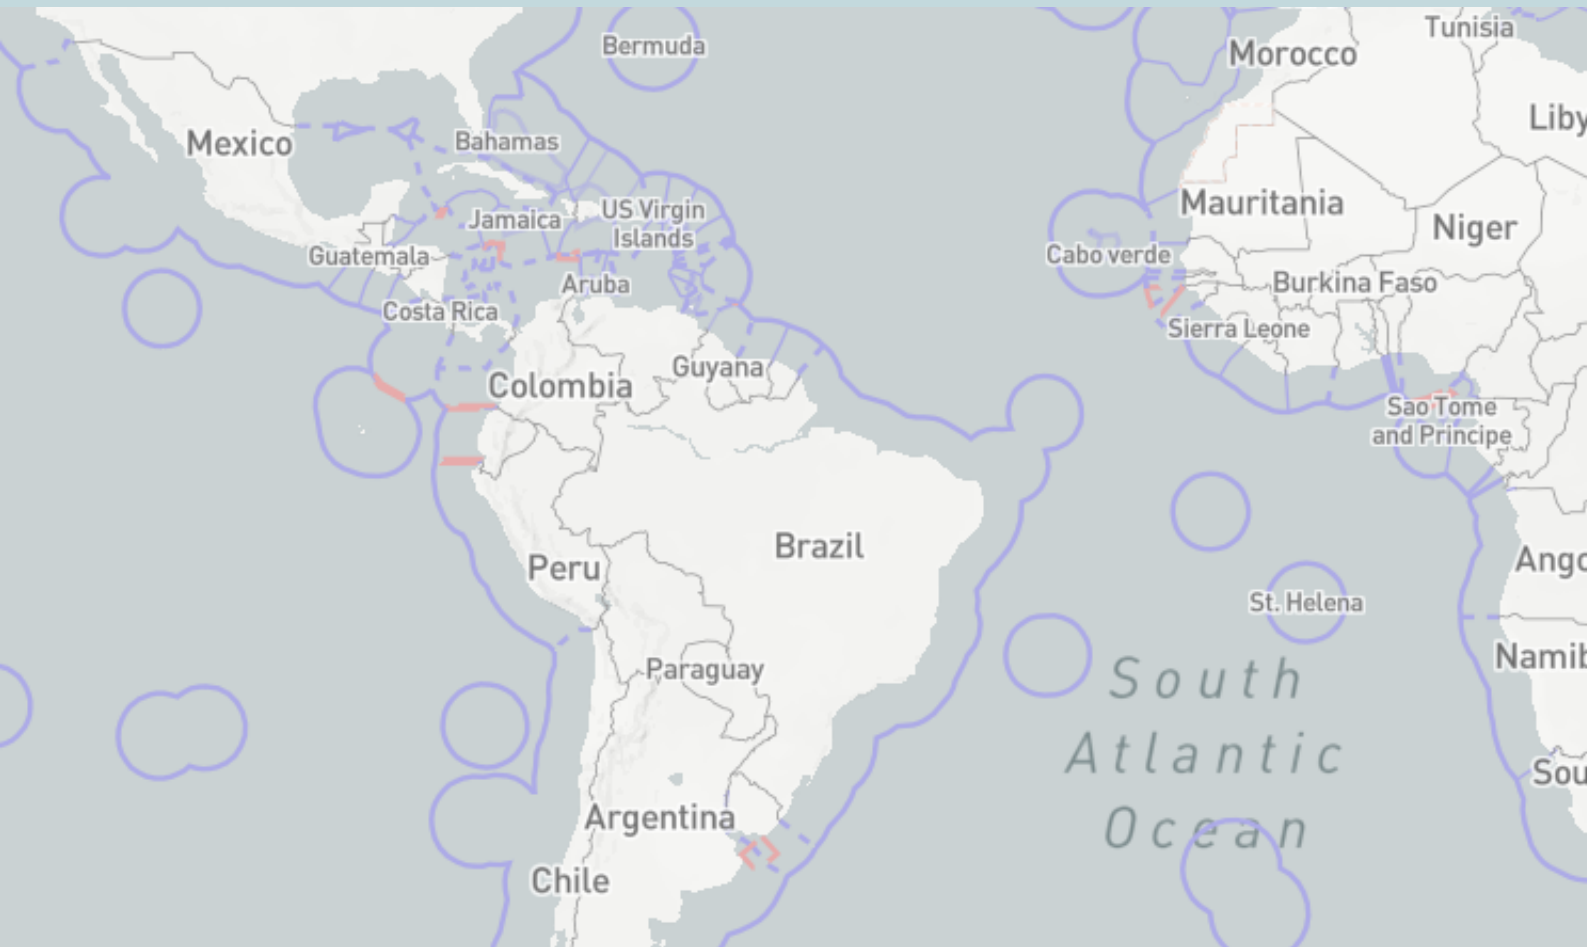 Bermuda
Morocco
Tunisia
Liby
Mexico
Bahamas
Jamaica
US Virgin
Islands
Mauritania
Niger
Guatemala
Aruba
Cabo verde
Burkina Faso
Costa Rica
Sierra Leone
Guyana
Colombia
Sao Tome
and Principe
Brazil
Peru
Ango
St. Helena
Namib
Paraguay
South
Atlantic
Ocean
Sou
Argentina
Chile